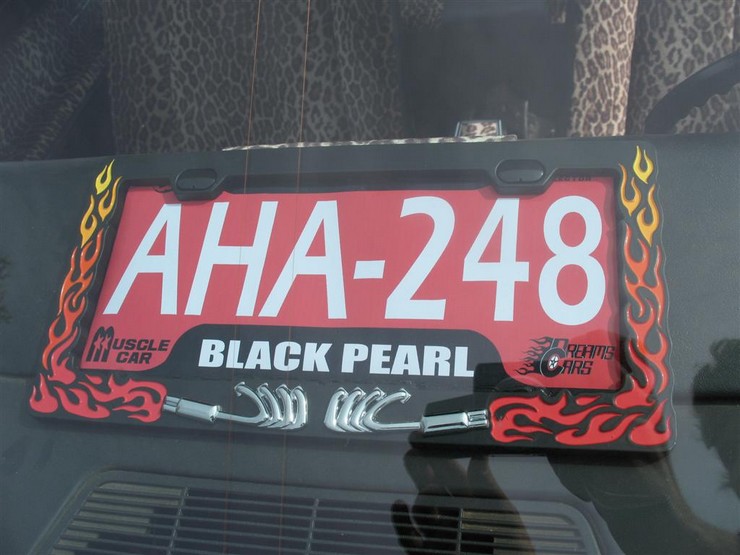 AHA-248
MUSCLE
CAR
BLACK PEARL
DREAMS
CARS